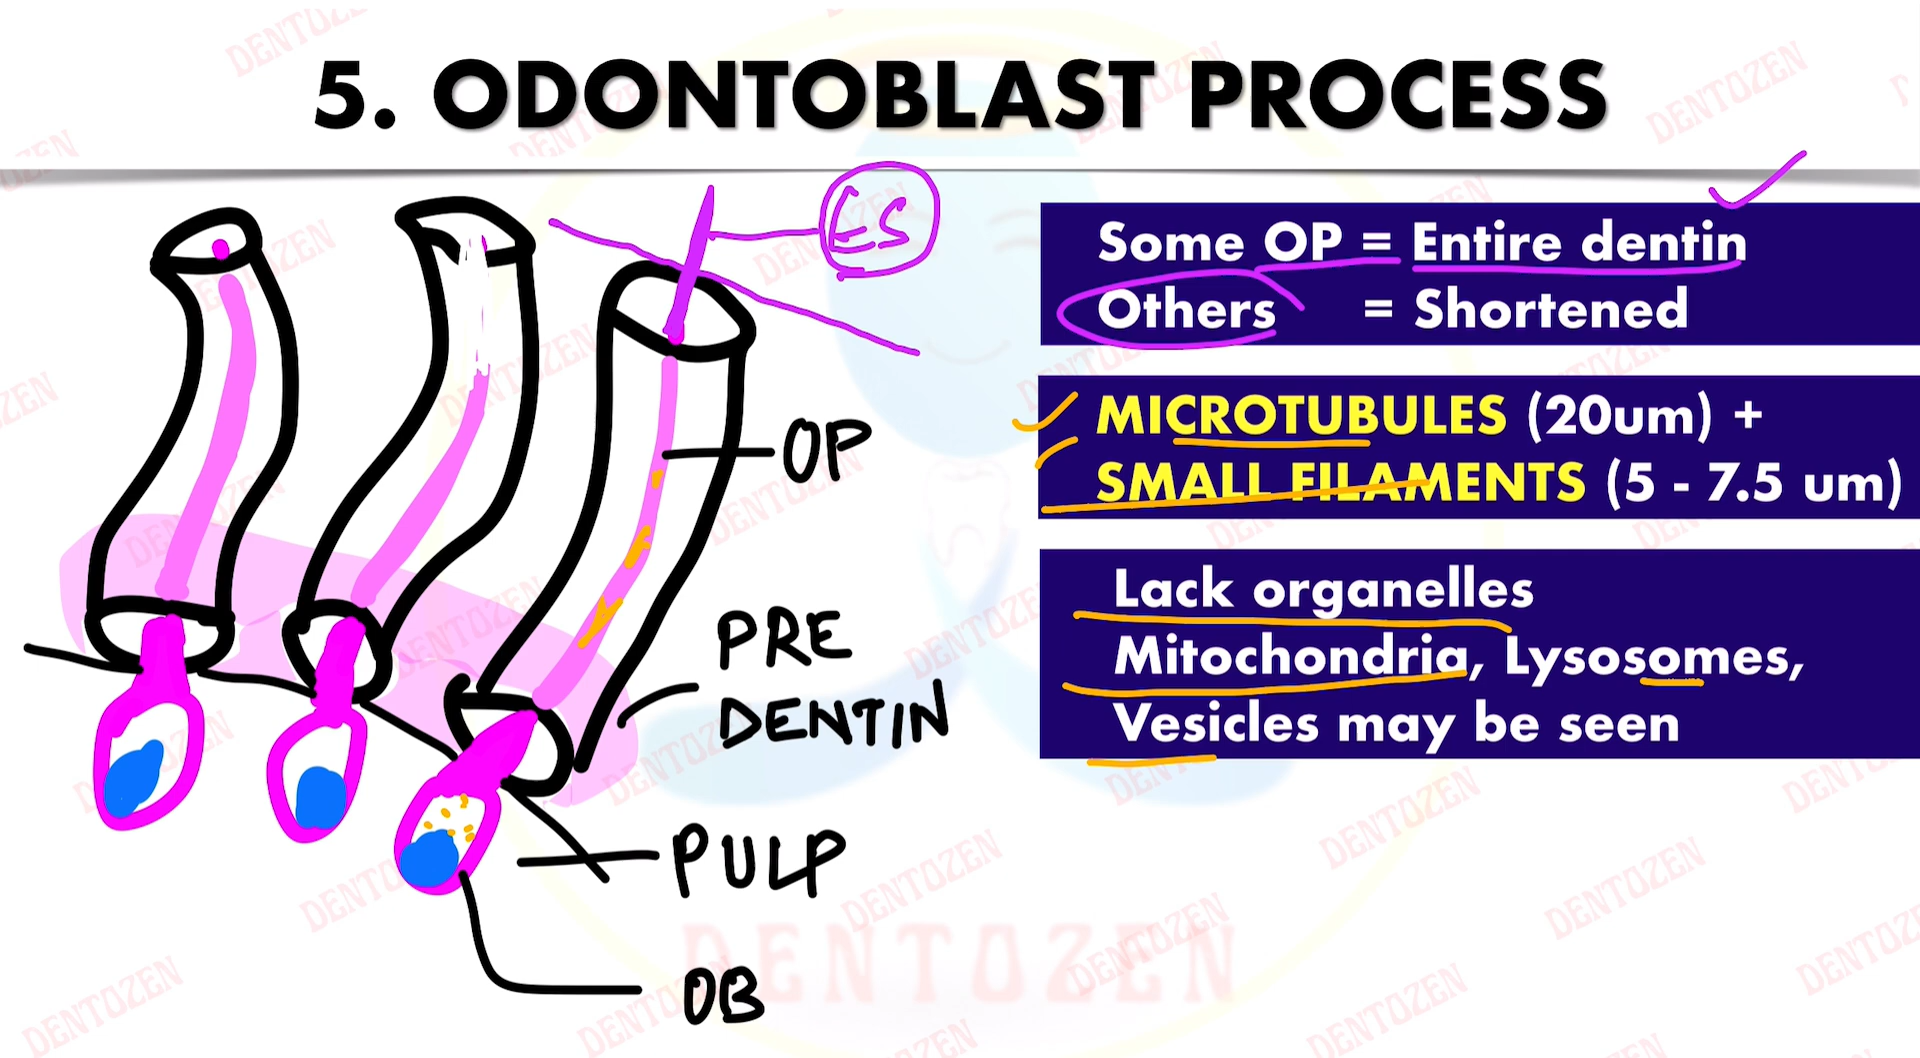 5. ODONTOBLAST PROCESS
ES
Some OP = Entire dentin
Others = Shortened
MICROTUBULES (20um) +
SMALL FILAMENTS (5 - 7.5 um)
Lack organelles
Mitochondria, Lysosomes,
Vesicles may be seen
OP
PRE
DENTIN
PULP
OB
DENTOZEN